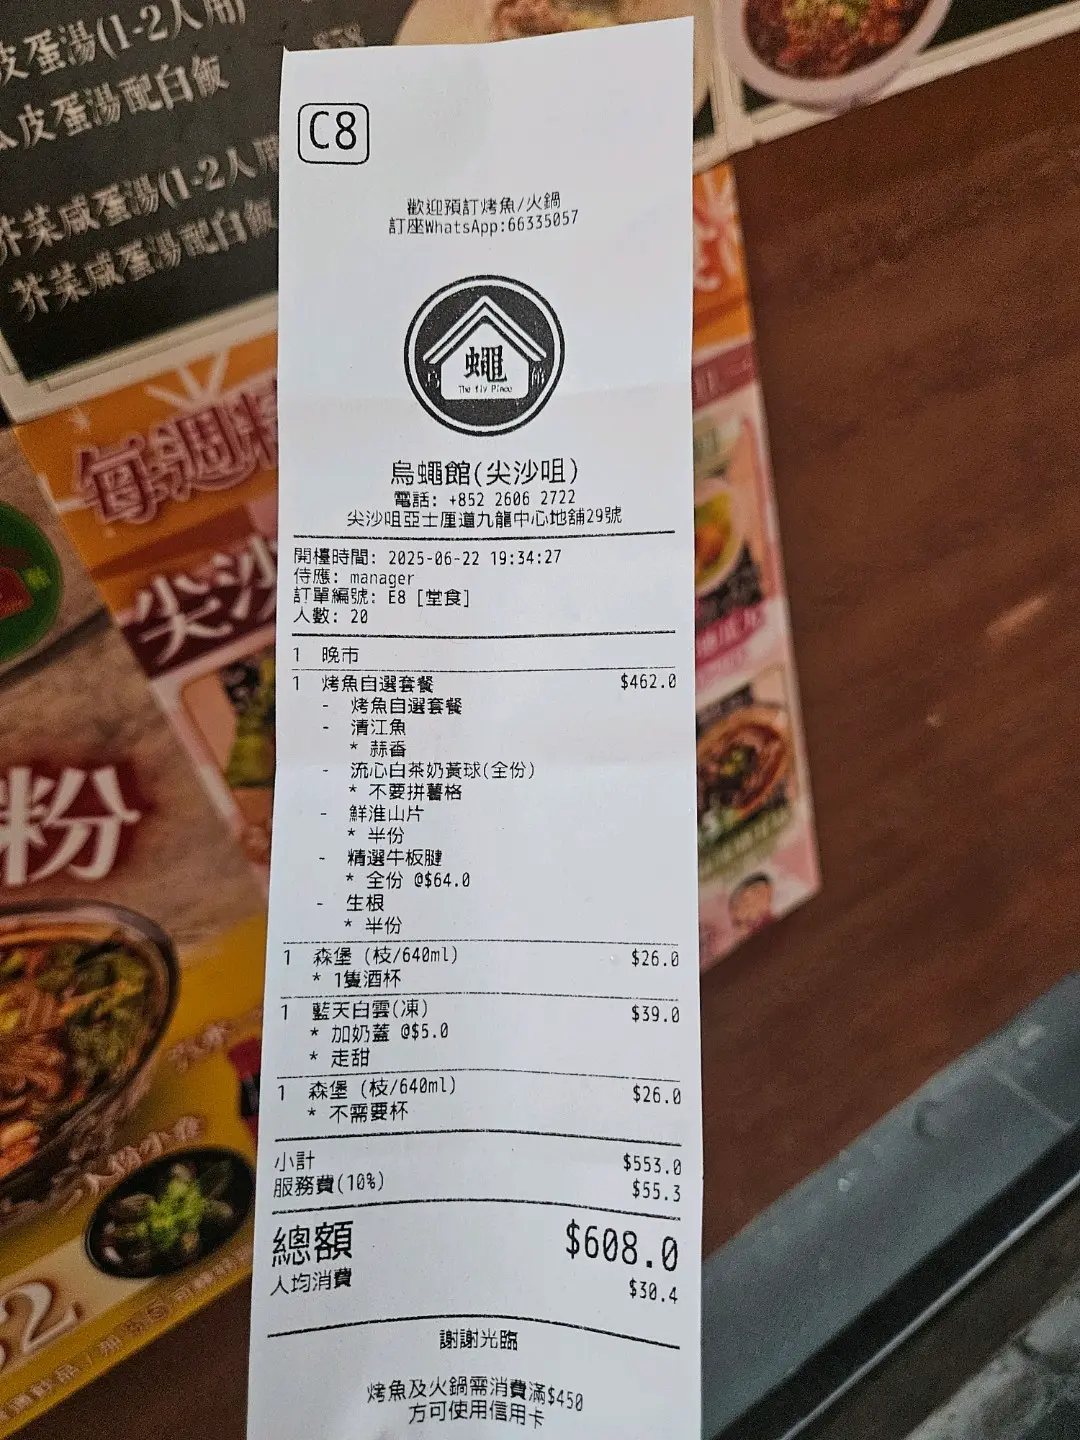 皮蛋湯(1-2人用)
皮蛋湯配白飯
芥菜咸蛋湯(1-2人用
芥菜咸蛋湯配白飯
每週精
尖沙
粉
C8
歡迎預訂烤魚/火鍋
訂座WhatsApp:66335057
蠅
The Fly Place
烏蠅館(尖沙咀)
電話: +852 2606 2722
尖沙咀亞士厘道九龍中心地舖29號
開檯時間: 2025-06-22 19:34:27
侍應: manager
訂單編號: E8 [堂食]
人數: 20
1 晚市
1 烤魚自選套餐 $462.0
- 烤魚自選套餐
- 清江魚
* 蒜香
- 流心白茶奶黃球(全份)
* 不要拼薯格
- 鮮淮山片
* 半份
- 精選牛板腱
* 全份 @$64.0
- 生根
* 半份
1 森堡 (枝/640ml) $26.0
* 1隻酒杯
1 藍天白雲(凍) $39.0
* 加奶蓋 @$5.0
* 走甜
1 森堡 (枝/640ml) $26.0
* 不需要杯
小計 $553.0
服務費(10%) $55.3
總額 $608.0
人均消費 $30.4
謝謝光臨
烤魚及火鍋需消費滿$450
方可使用信用卡